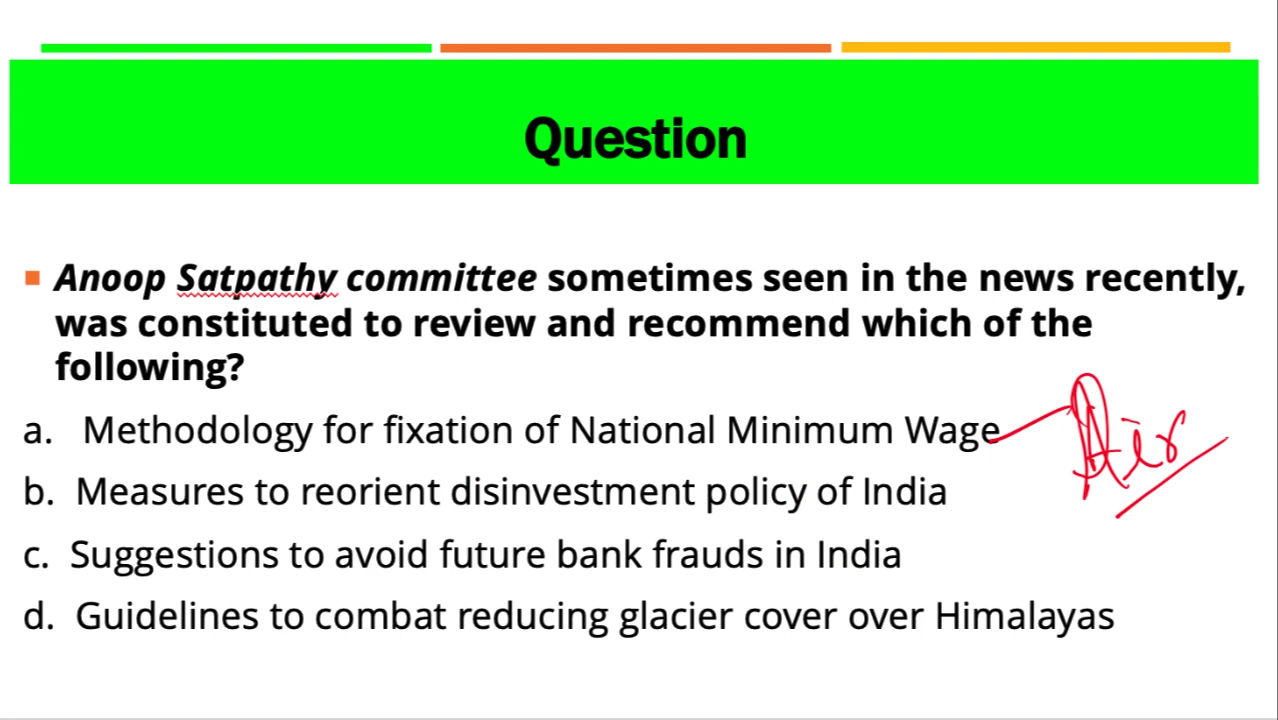 Question
Anoop Satpathy committee sometimes seen in the news recently,
was constituted to review and recommend which of the
following?
a. Methodology for fixation of National Minimum Wage
b. Measures to reorient disinvestment policy of India
c. Suggestions to avoid future bank frauds in India
d. Guidelines to combat reducing glacier cover over Himalayas